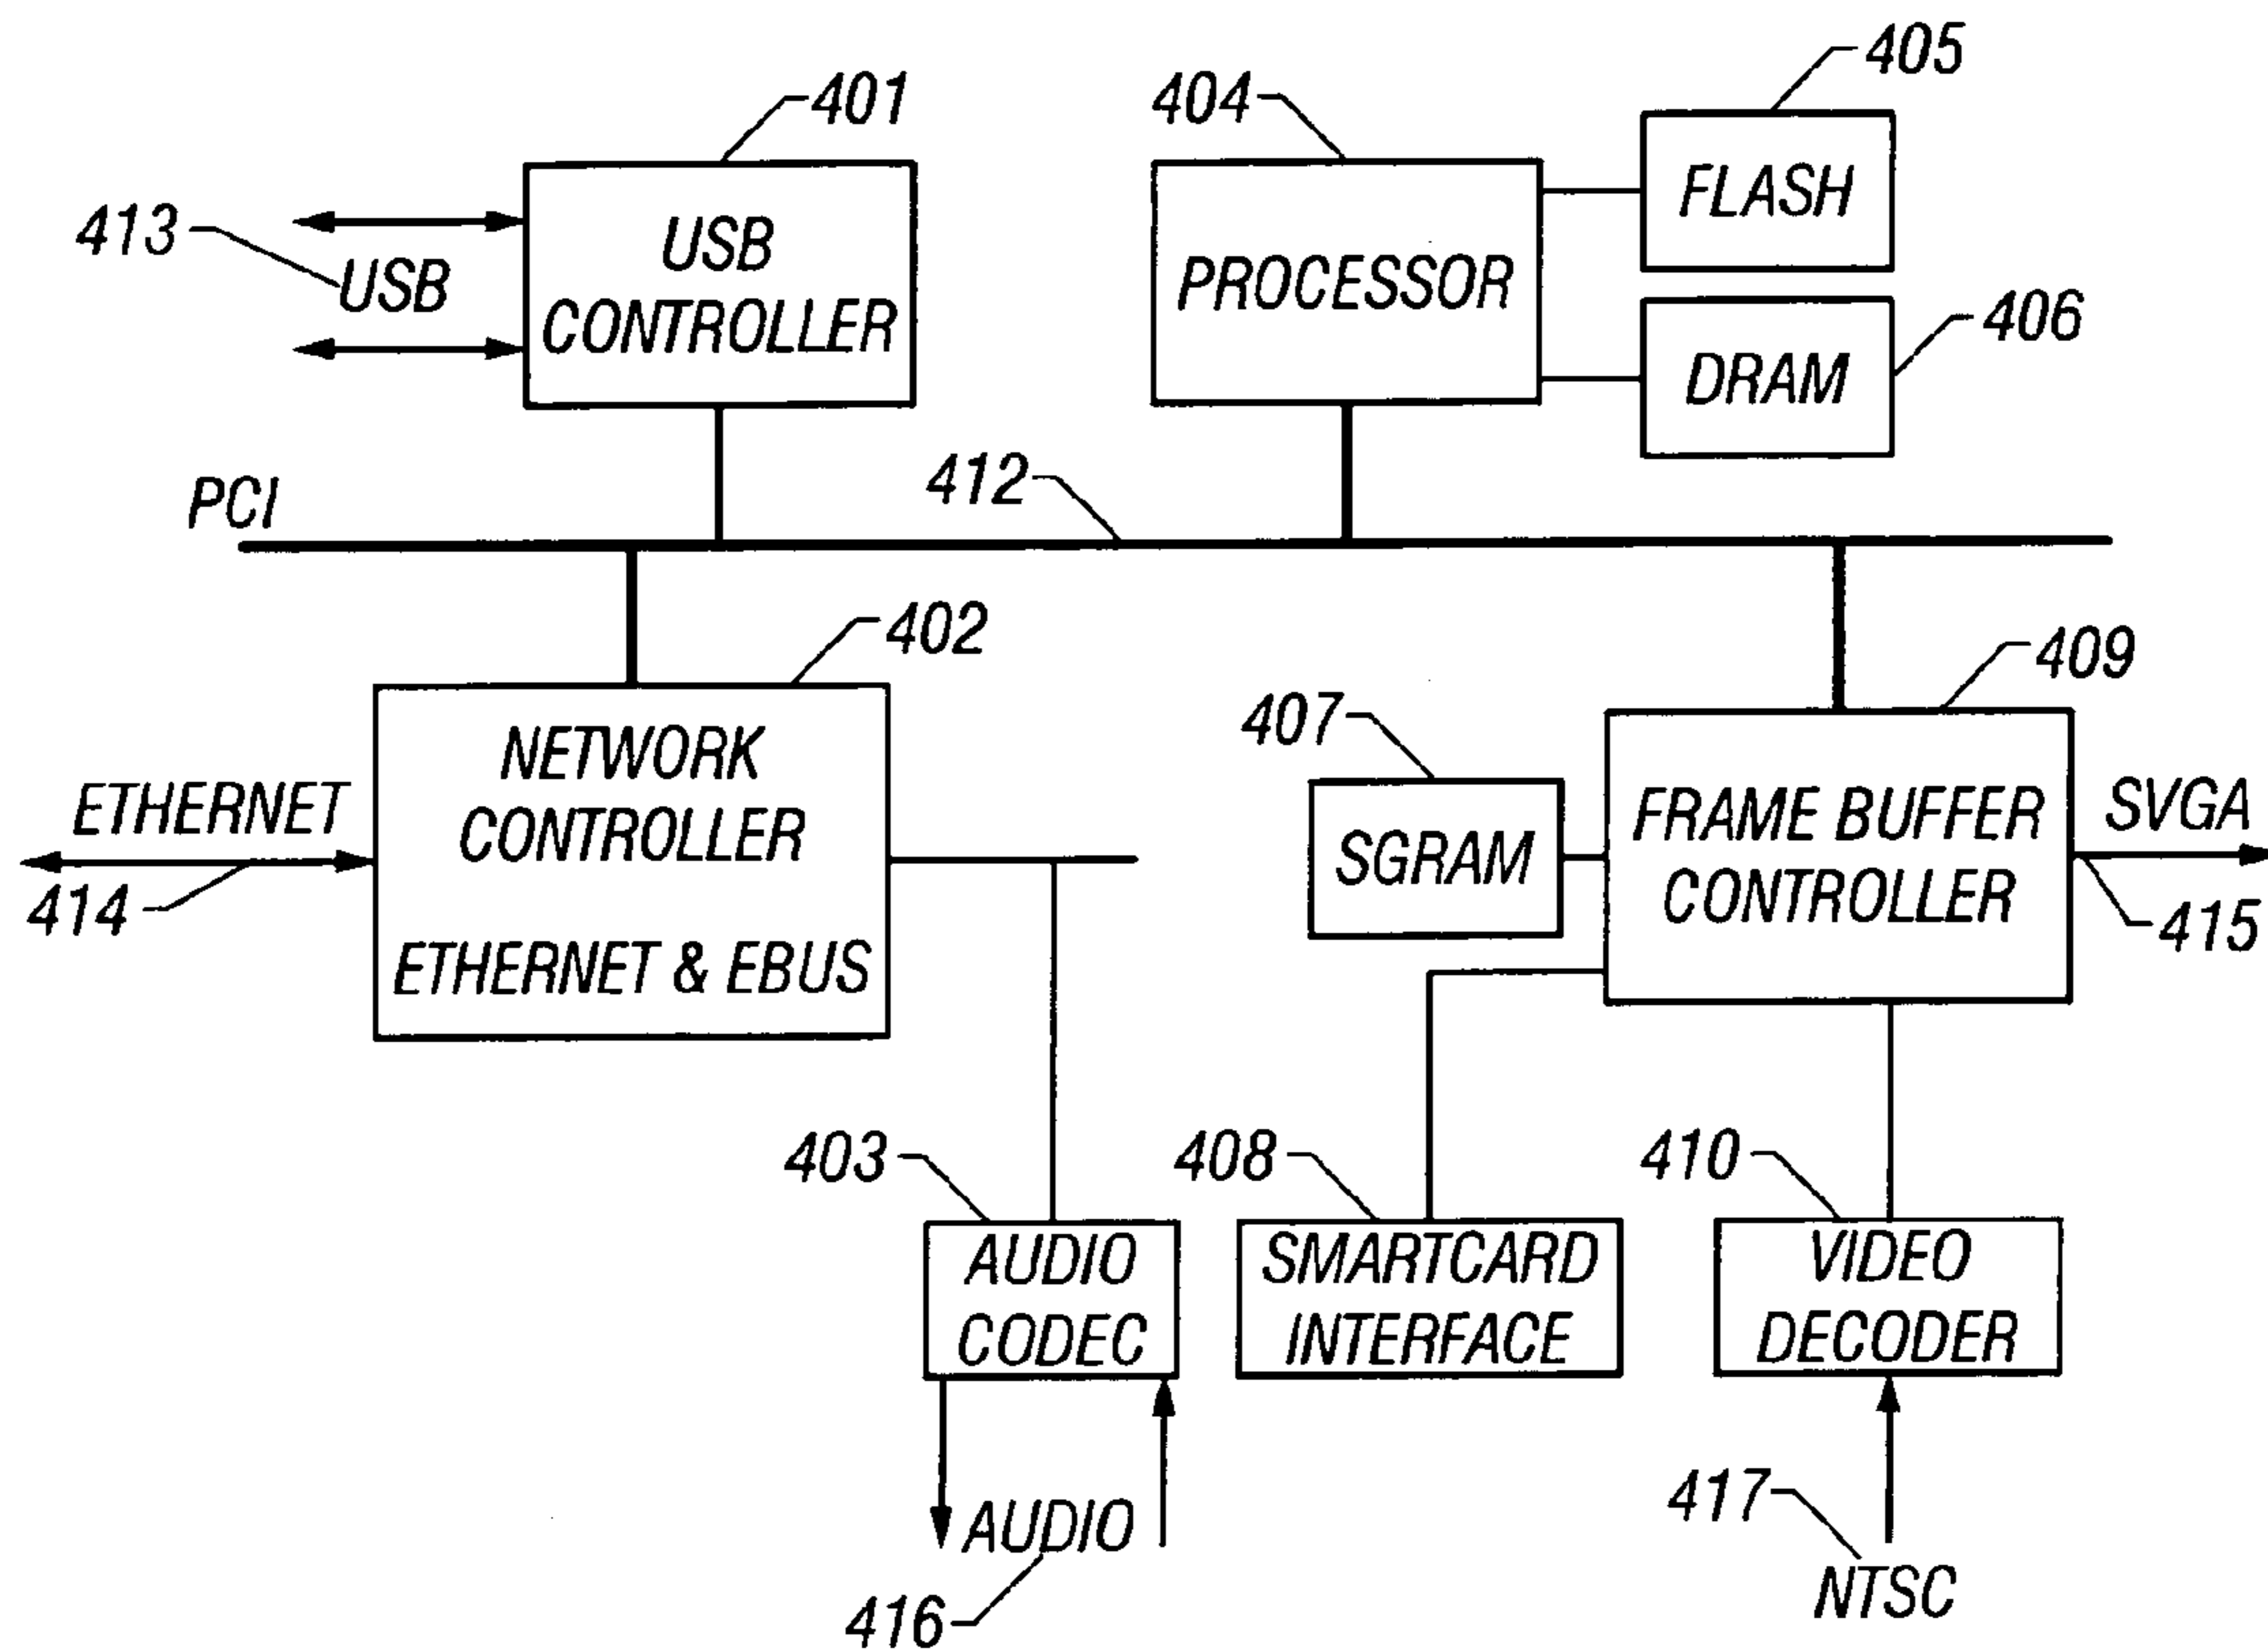 405
401
404
FLASH
413
USB
USB
CONTROLLER
PROCESSOR
406
DRAM
412
PCI
402
409
407
NETWORK
CONTROLLER
ETHERNET & EBUS
ETHERNET
414
SGRAM
FRAME BUFFER
CONTROLLER
SVGA
415
403
408
410
AUDIO
CODEC
SMARTCARD
INTERFACE
VIDEO
DECODER
AUDIO
416
417
NTSC